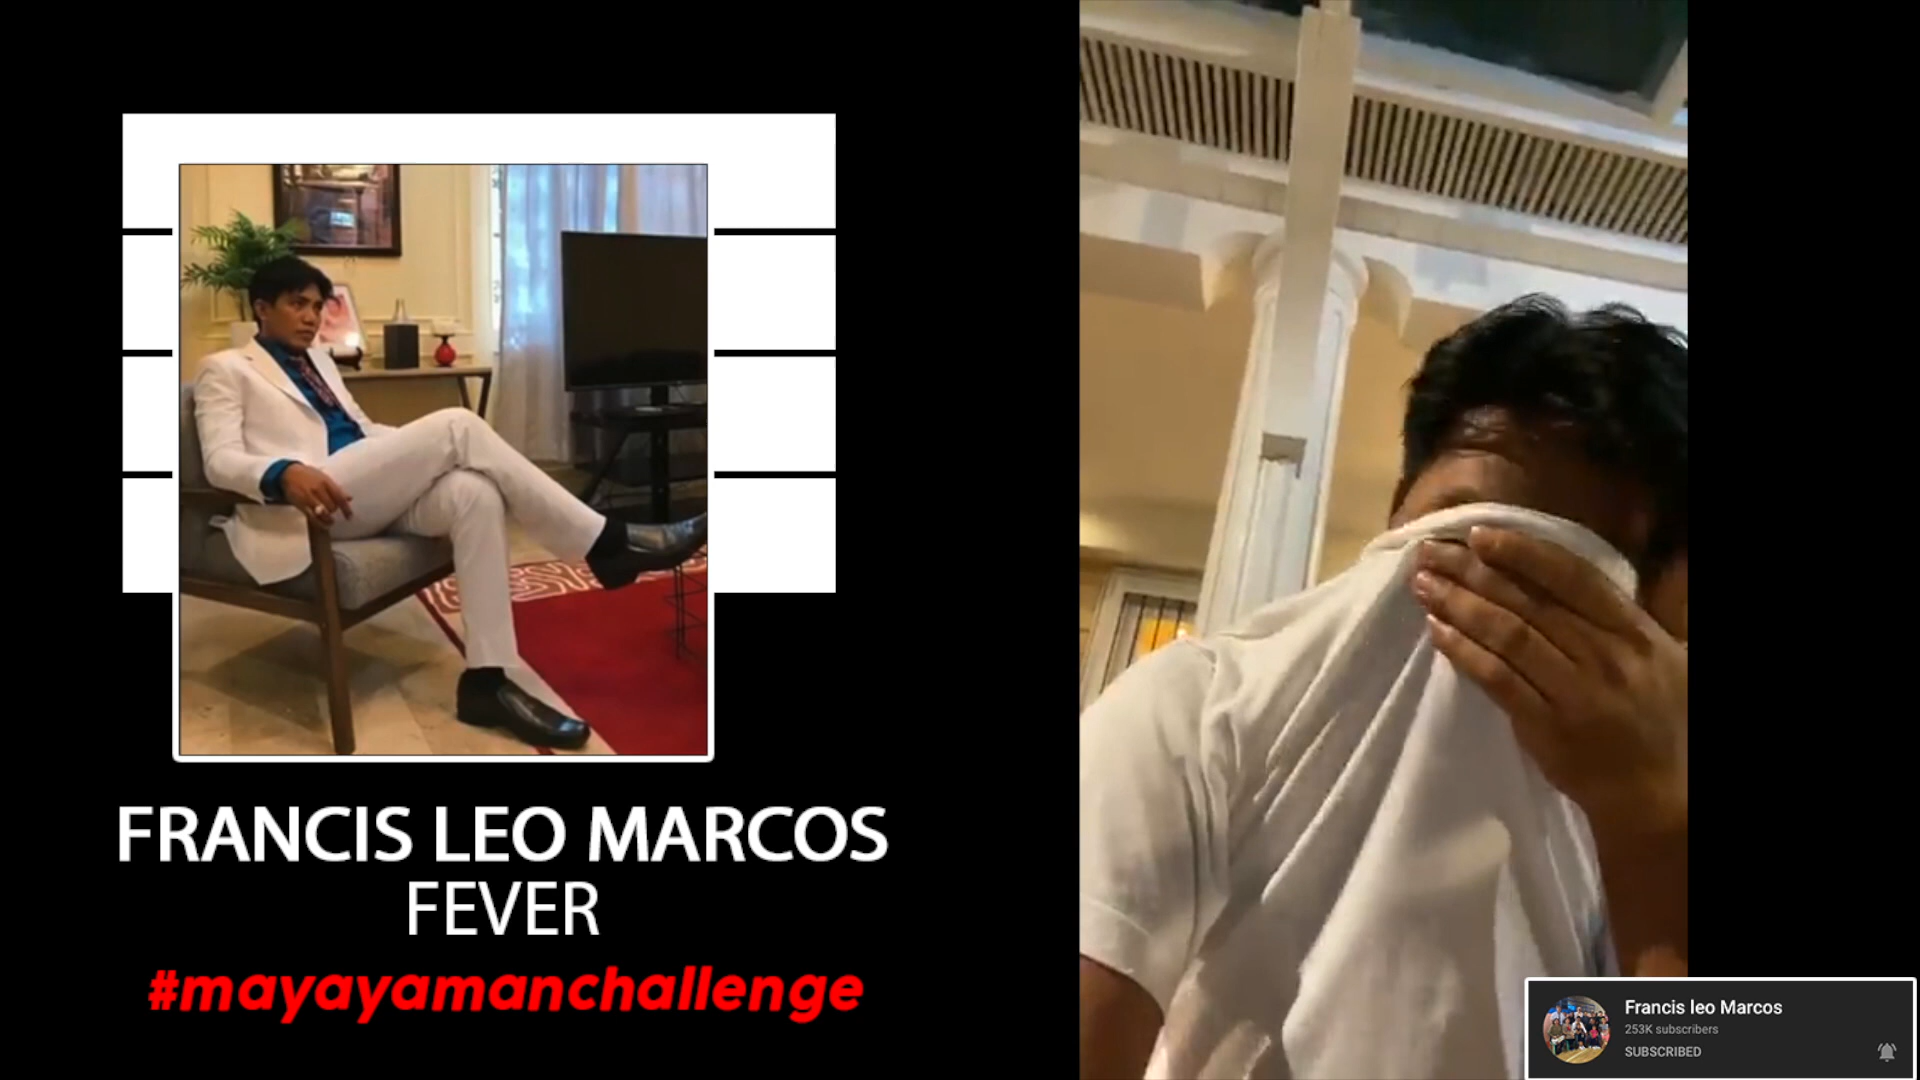 FRANCIS LEO MARCOS
FEVER
#mayayamanchallenge
Francis leo Marcos
253K subscribers
SUBSCRIBED